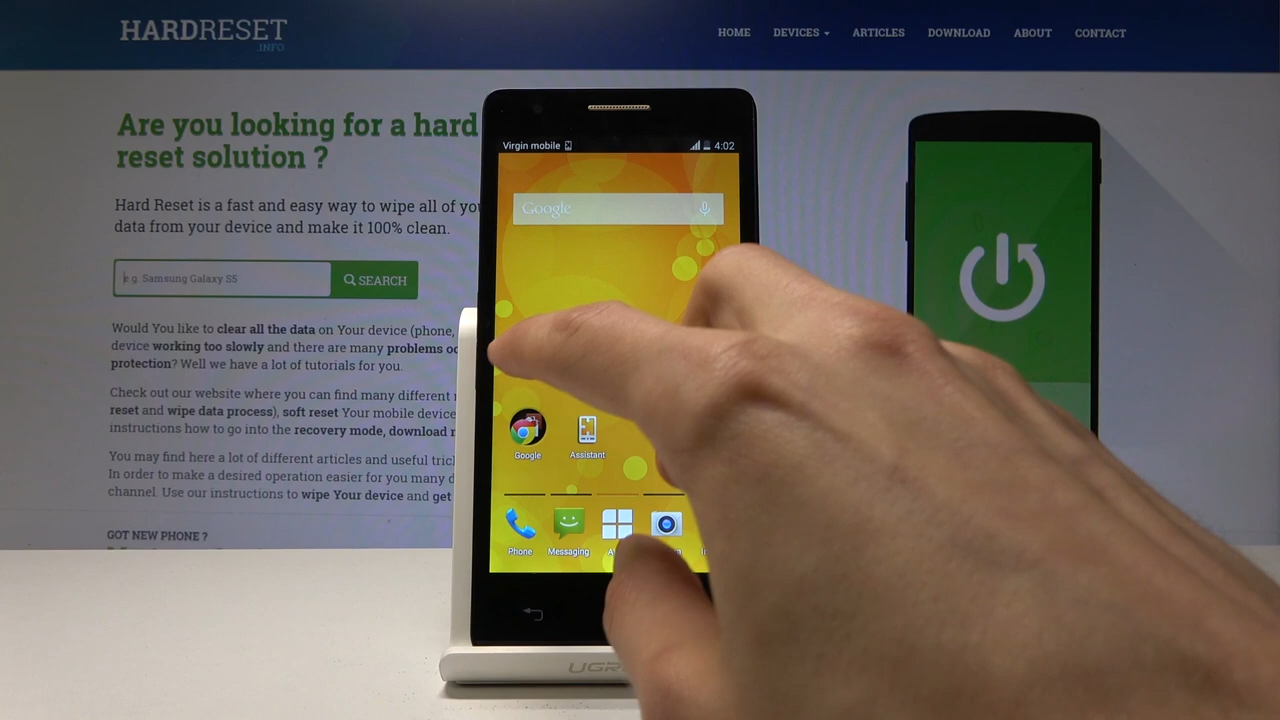 HARDRESET
.INFO
HOME DEVICES ARTICLES DOWNLOAD ABOUT CONTACT
Are you looking for a hard
reset solution ?
Hard Reset is a fast and easy way to wipe all of
data from your device and make it 100% clean.
e.g. Samsung Galaxy S5 SEARCH
Would You like to clear all the data on Your device (phone,
device working too slowly and there are many problems
protection? Well we have a lot of tutorials for you.
Check out our website where you can find many different
reset and wipe data process), soft reset Your mobile device
instructions how to go into the recovery mode, download
You may find here a lot of different articles and useful
In order to make a desired operation easier for you many
channel. Use our instructions to wipe Your device and get
GOT NEW PHONE ?
Virgin mobile 4:02
Google
Google Assistant
Phone Messaging